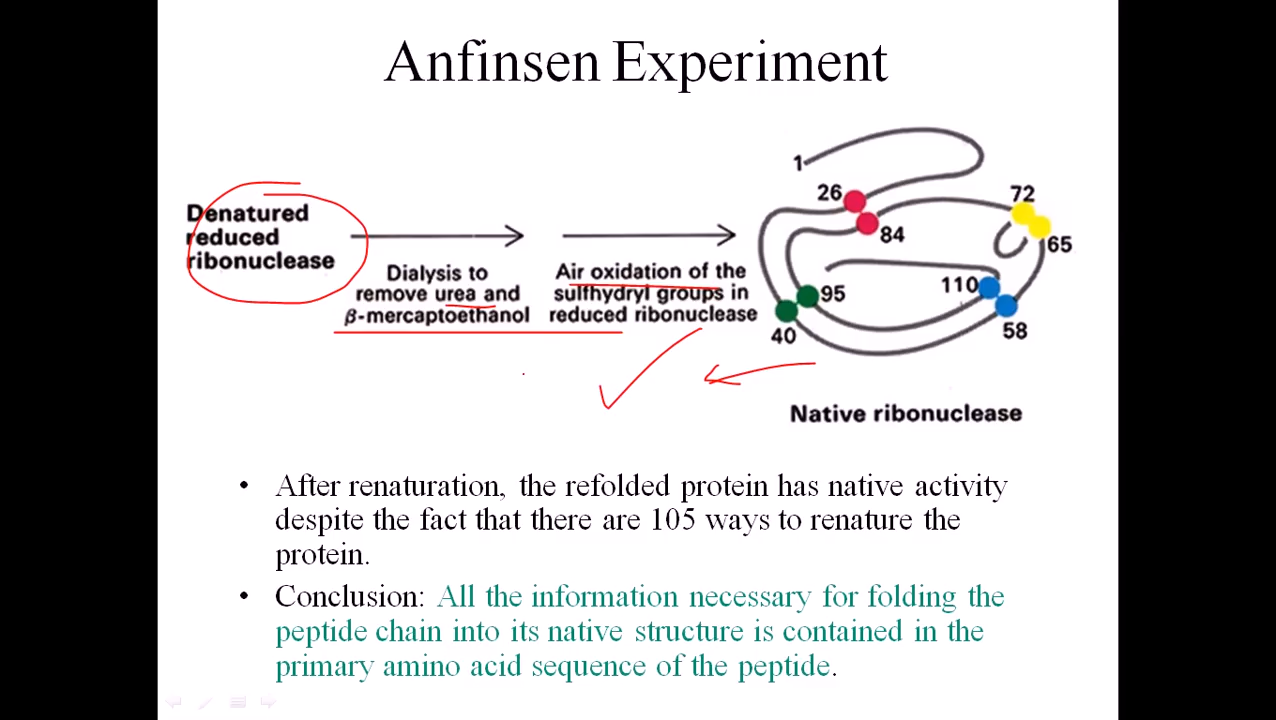 Anfinsen Experiment
1
26
72
84
65
Denatured
reduced
ribonuclease
Dialysis to
remove urea and
β-mercaptoethanol
Air oxidation of the
sulfhydryl groups in
reduced ribonuclease
95
110
40
58
Native ribonuclease
• After renaturation, the refolded protein has native activity
despite the fact that there are 105 ways to renature the
protein.
• Conclusion: All the information necessary for folding the
peptide chain into its native structure is contained in the
primary amino acid sequence of the peptide.